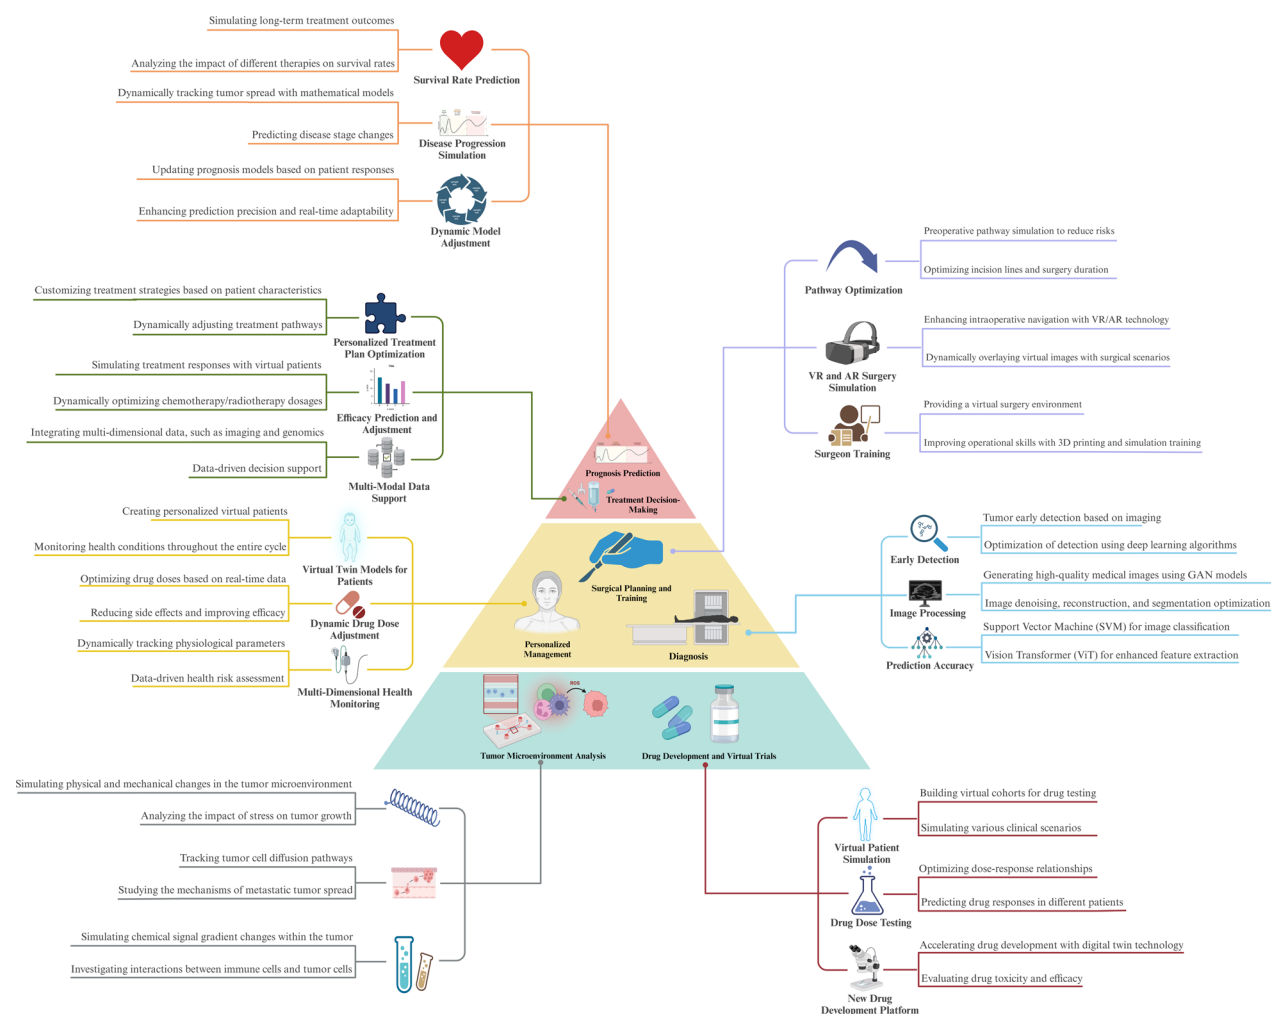 Simulating long-term treatment outcomes
Analyzing the impact of different therapies on survival rates
Survival Rate Prediction
Dynamically tracking tumor spread with mathematical models
Predicting disease stage changes
Disease Progression
Simulation
Updating prognosis models based on patient responses
Enhancing prediction precision and real-time adaptability
Dynamic Model
Adjustment
Customizing treatment strategies based on patient characteristics
Dynamically adjusting treatment pathways
Personalized Treatment
Plan Optimization
Simulating treatment responses with virtual patients
Dynamically optimizing chemotherapy/radiotherapy dosages
Efficacy Prediction and
Adjustment
Integrating multi-dimensional data, such as imaging and genomics
Data-driven decision support
Multi-Modal Data
Support
Creating personalized virtual patients
Monitoring health conditions throughout the entire cycle
Virtual Twin Models for
Patients
Optimizing drug doses based on real-time data
Reducing side effects and improving efficacy
Dynamic Drug Dose
Adjustment
Dynamically tracking physiological parameters
Data-driven health risk assessment
Multi-Dimensional Health
Monitoring
Prognosis Prediction
Treatment Decision-
Making
Surgical Planning and
Training
Personalized
Management
Diagnosis
ROS
Tumor Microenvironment Analysis
Drug Development and Virtual Trials
Preoperative pathway simulation to reduce risks
Optimizing incision lines and surgery duration
Pathway Optimization
Enhancing intraoperative navigation with VR/AR technology
Dynamically overlaying virtual images with surgical scenarios
VR and AR Surgery
Simulation
Providing a virtual surgery environment
Improving operational skills with 3D printing and simulation training
Surgeon Training
Tumor early detection based on imaging
Optimization of detection using deep learning algorithms
Early Detection
Generating high-quality medical images using GAN models
Image denoising, reconstruction, and segmentation optimization
Image Processing
Support Vector Machine (SVM) for image classification
Vision Transformer (ViT) for enhanced feature extraction
Prediction Accuracy
Simulating physical and mechanical changes in the tumor microenvironment
Analyzing the impact of stress on tumor growth
Tracking tumor cell diffusion pathways
Studying the mechanisms of metastatic tumor spread
Simulating chemical signal gradient changes within the tumor
Investigating interactions between immune cells and tumor cells
Building virtual cohorts for drug testing
Simulating various clinical scenarios
Virtual Patient
Simulation
Optimizing dose-response relationships
Predicting drug responses in different patients
Drug Dose Testing
Accelerating drug development with digital twin technology
Evaluating drug toxicity and efficacy
New Drug
Development Platform